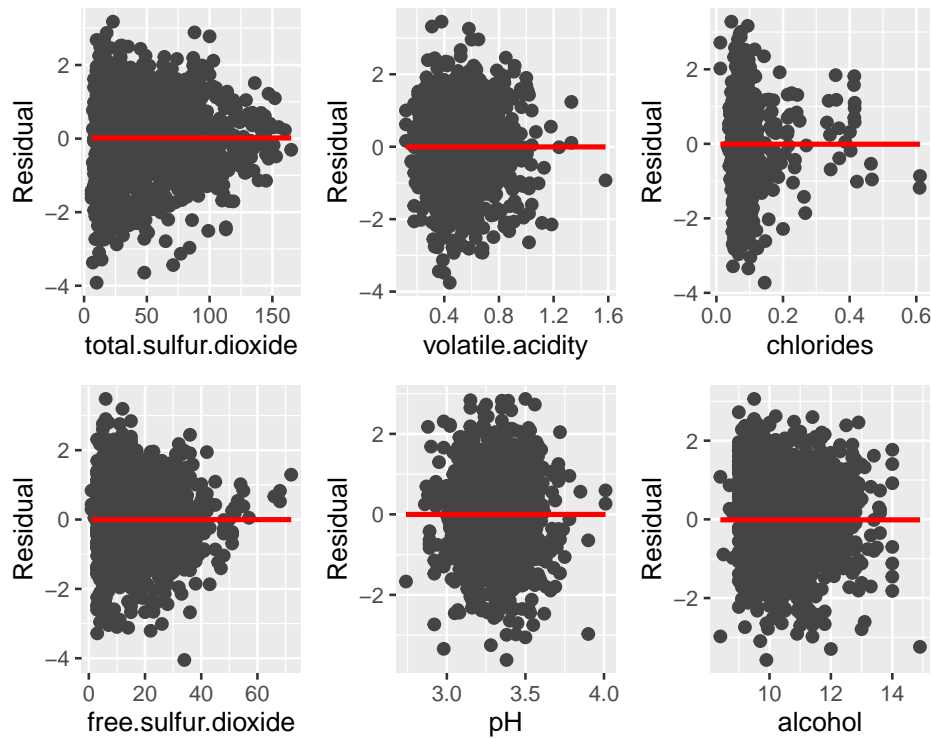 Residual
2
0
−2
−4
0 50 100 150
total.sulfur.dioxide
Residual
2
0
−2
−4
0.4 0.8 1.2 1.6
volatile.acidity
Residual
2
0
−2
−4
0.0 0.2 0.4 0.6
chlorides
Residual
2
0
−2
−4
0 20 40 60
free.sulfur.dioxide
Residual
2
0
−2
3.0 3.5 4.0
pH
Residual
2
0
−2
10 12 14
alcohol